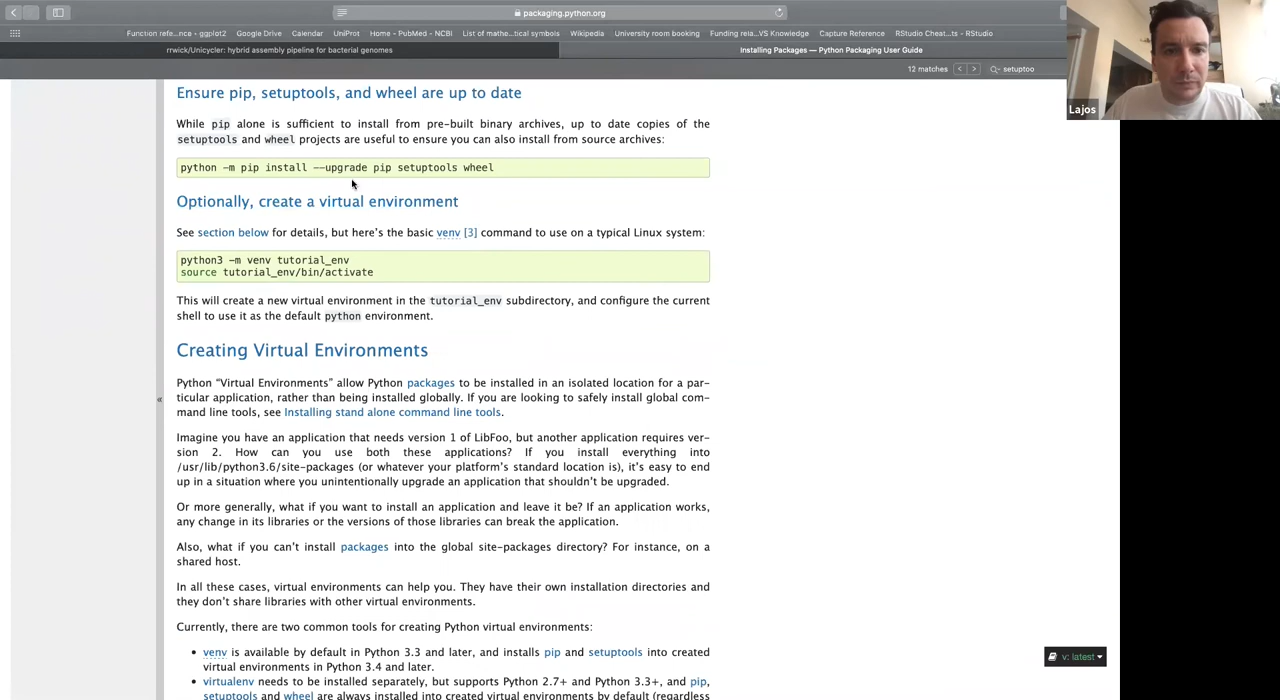 packaging.python.org
Function refe...nce - ggplot2 Google Drive Calendar UniProt Home - PubMed - NCBI List of mathe...tical symbols Wikipedia University room booking Funding rela...VS Knowledge Capture Reference RStudio Cheat...ts - RStudio
rrwick/Unicycler: hybrid assembly pipeline for bacterial genomes Installing Packages — Python Packaging User Guide
12 matches setuptoo
Lajos
Ensure pip, setuptools, and wheel are up to date
While pip alone is sufficient to install from pre-built binary archives, up to date copies of the
setuptools and wheel projects are useful to ensure you can also install from source archives:
python -m pip install --upgrade pip setuptools wheel
Optionally, create a virtual environment
See section below for details, but here's the basic venv [3] command to use on a typical Linux system:
python3 -m venv tutorial_env
source tutorial_env/bin/activate
This will create a new virtual environment in the tutorial_env subdirectory, and configure the current
shell to use it as the default python environment.
Creating Virtual Environments
Python “Virtual Environments” allow Python packages to be installed in an isolated location for a par-
ticular application, rather than being installed globally. If you are looking to safely install global com-
mand line tools, see Installing stand alone command line tools.
Imagine you have an application that needs version 1 of LibFoo, but another application requires ver-
sion 2. How can you use both these applications? If you install everything into
/usr/lib/python3.6/site-packages (or whatever your platform's standard location is), it's easy to end
up in a situation where you unintentionally upgrade an application that shouldn't be upgraded.
Or more generally, what if you want to install an application and leave it be? If an application works,
any change in its libraries or the versions of those libraries can break the application.
Also, what if you can't install packages into the global site-packages directory? For instance, on a
shared host.
In all these cases, virtual environments can help you. They have their own installation directories and
they don't share libraries with other virtual environments.
Currently, there are two common tools for creating Python virtual environments:
• venv is available by default in Python 3.3 and later, and installs pip and setuptools into created
virtual environments in Python 3.4 and later.
• virtualenv needs to be installed separately, but supports Python 2.7+ and Python 3.3+, and pip,
setuptools and wheel are always installed into created virtual environments by default (regardless
v: latest